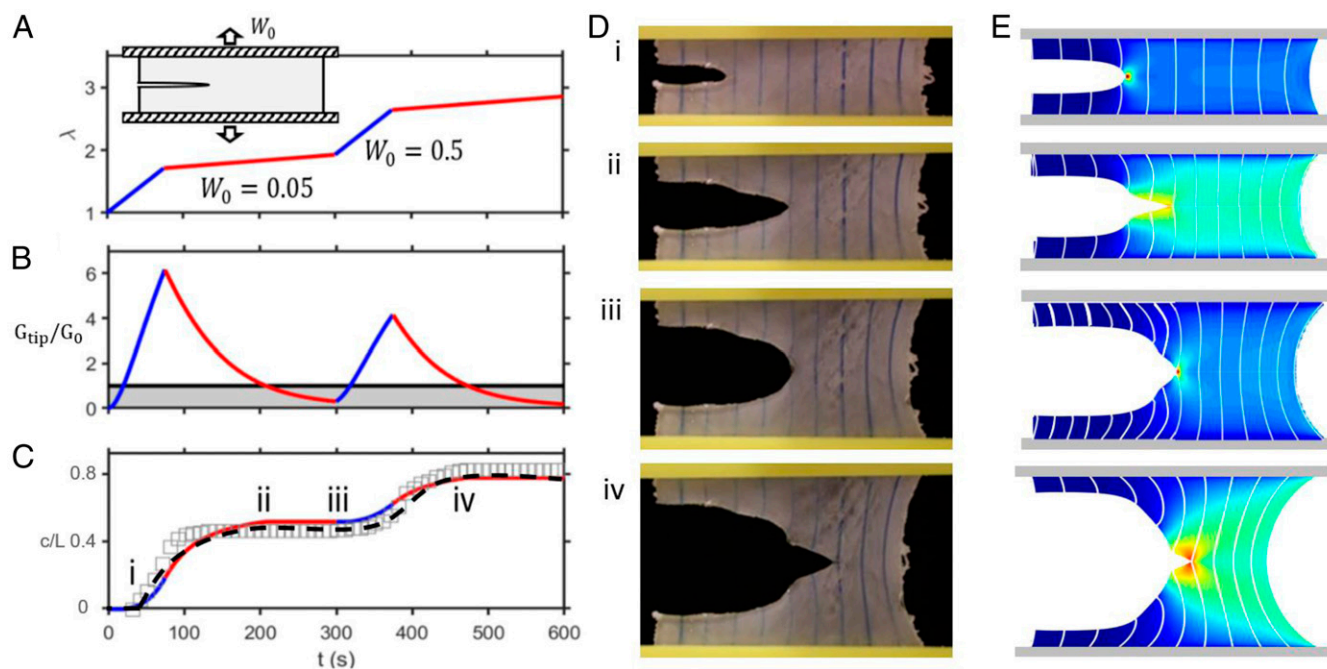 A
W₀
3
2
1
λ
W₀ = 0.5
W₀ = 0.05
B
6
4
2
0
G_tip/G₀
C
0.8
0.4
0
c/L
i
ii
iii
iv
0 100 200 300 400 500 600
t (s)
D
i
ii
iii
iv
E